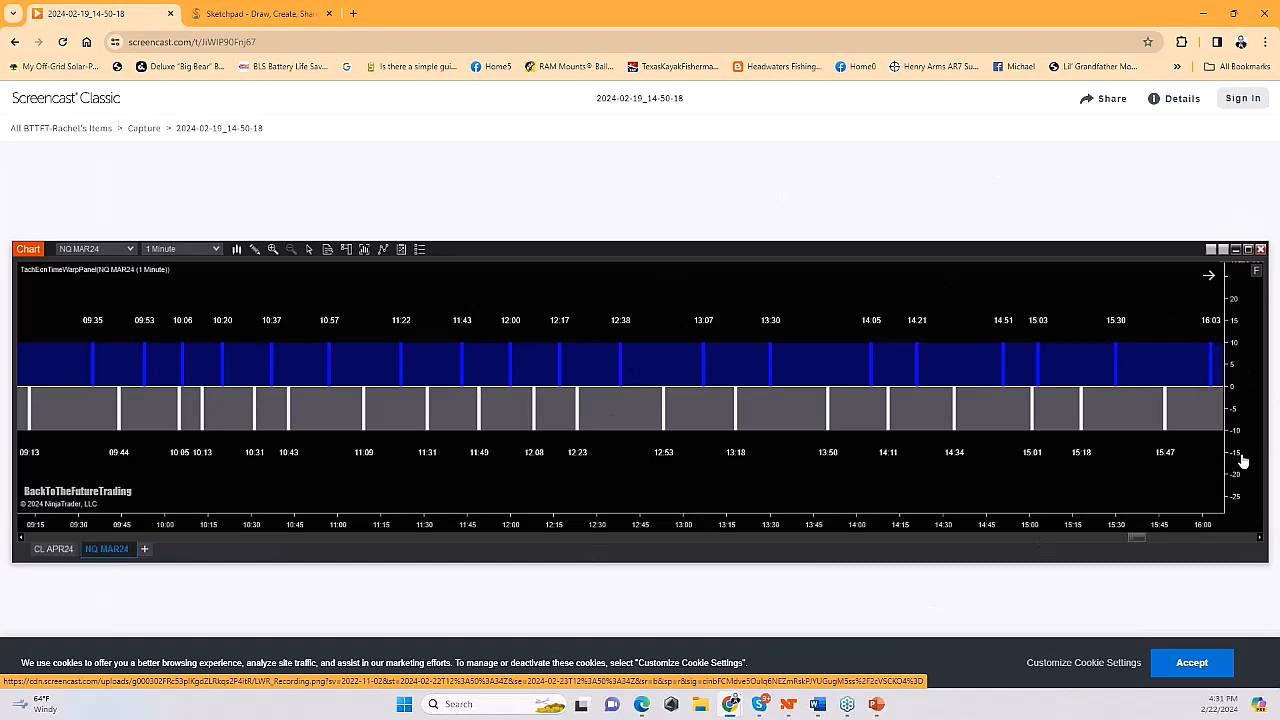 2024-02-19_14-50-18
Sketchpad - Draw, Create, Shar
screencast.com/t/JiWlP90Fnj67
My Off-Grid Solar-P...
Deluxe "Big Bear" B...
BLS Battery Life Sav...
Is there a simple gui...
Home5
RAM Mounts® Ball...
TexasKayakFisherma...
Headwaters Fishing...
Home0
Henry Arms AR7 Su...
Michael
Lil' Grandfather Mo...
All Bookmarks
Screencast® Classic
2024-02-19_14-50-18
Share
Details
Sign In
All BTTFT-Rachel's Items > Capture > 2024-02-19_14-50-18
Chart
NQ MAR24
1 Minute
TachEonTimeWarpPanel(NQ MAR24 (1 Minute))
F
09:35 09:53 10:06 10:20 10:37 10:57 11:22 11:43 12:00 12:17 12:38 13:07 13:30 14:05 14:21 14:51 15:03 15:30 16:03
20
15
10
5
0
-5
-10
-15
-20
-25
09:13 09:44 10:05 10:13 10:31 10:43 11:09 11:31 11:49 12:08 12:23 12:53 13:18 13:50 14:11 14:34 15:01 15:18 15:47
BackToTheFutureTrading
© 2024 NinjaTrader, LLC
09:15 09:30 09:45 10:00 10:15 10:30 10:45 11:00 11:15 11:30 11:45 12:00 12:15 12:30 12:45 13:00 13:15 13:30 13:45 14:00 14:15 14:30 14:45 15:00 15:15 15:30 15:45 16:00
CL APR24
NQ MAR24
+
We use cookies to offer you a better browsing experience, analyze site traffic, and assist in our marketing efforts. To manage or deactivate these cookies, select "Customize Cookie Settings".
Customize Cookie Settings
Accept
64°F
Windy
Search
4:31 PM
2/22/2024